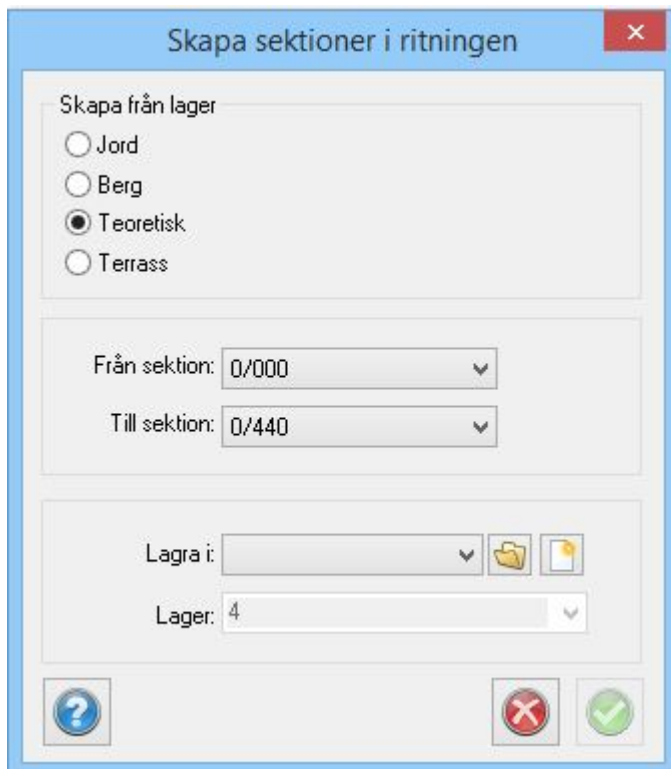 Skapa sektioner i ritningen
Skapa från lager
Jord
Berg
Teoretisk
Terrass
Från sektion: 0/000
Till sektion: 0/440
Lagra i:
Lager: 4